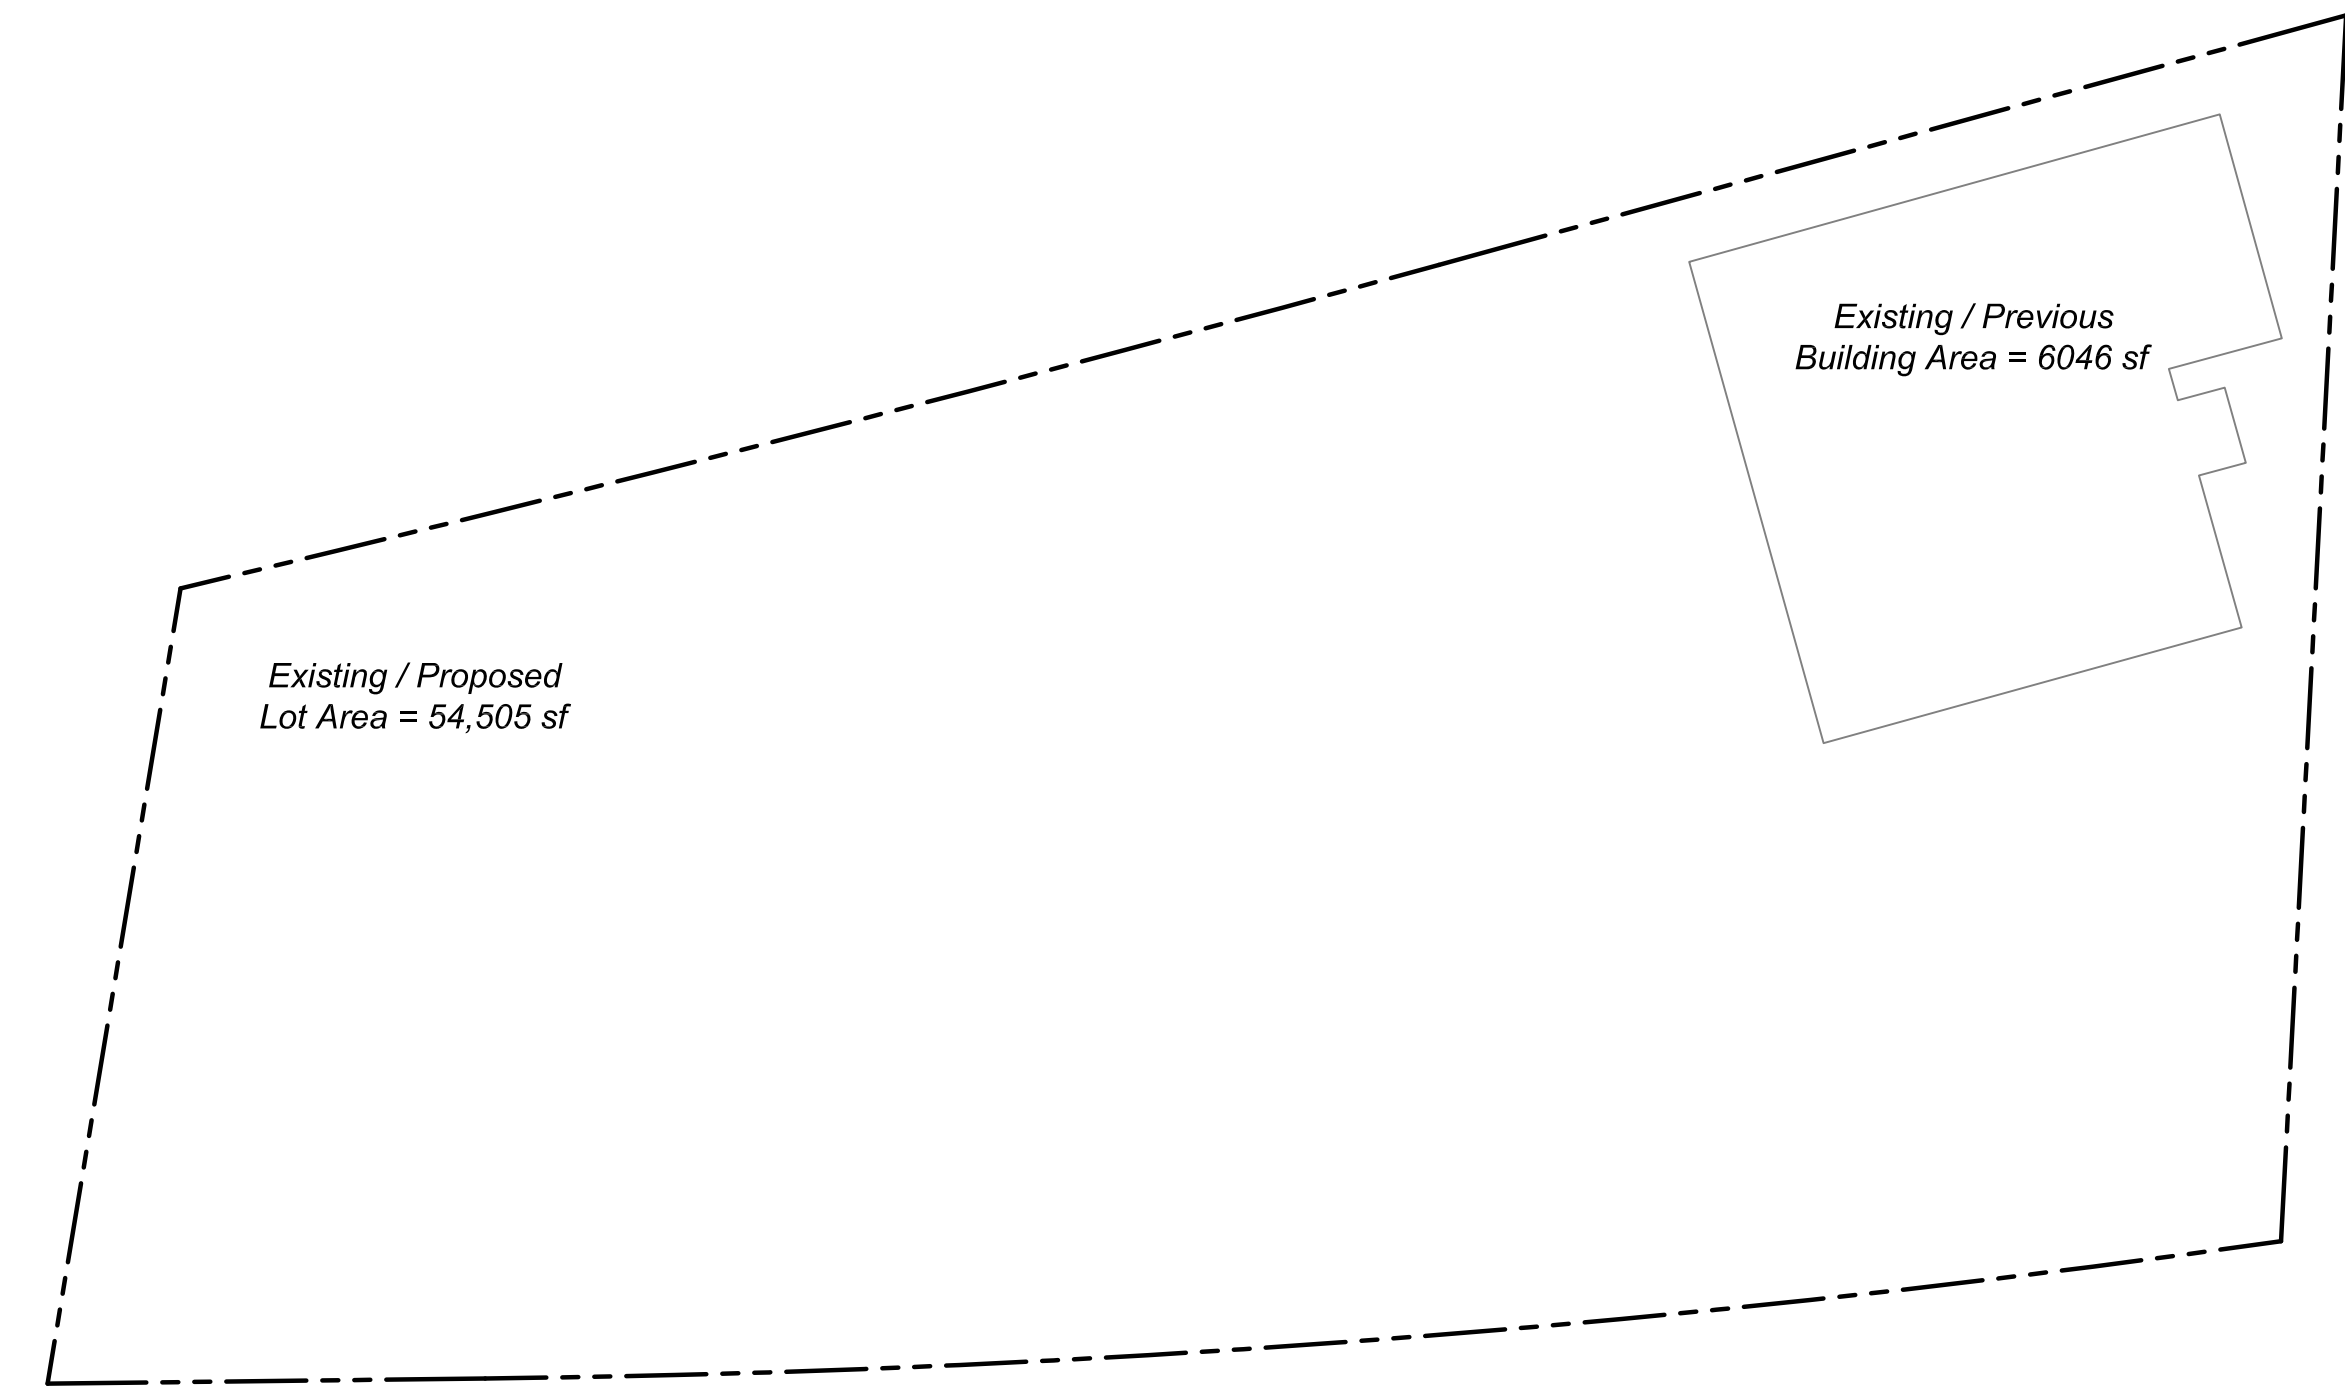 Existing / Previous
Building Area = 6046 sf
Existing / Proposed
Lot Area = 54,505 sf